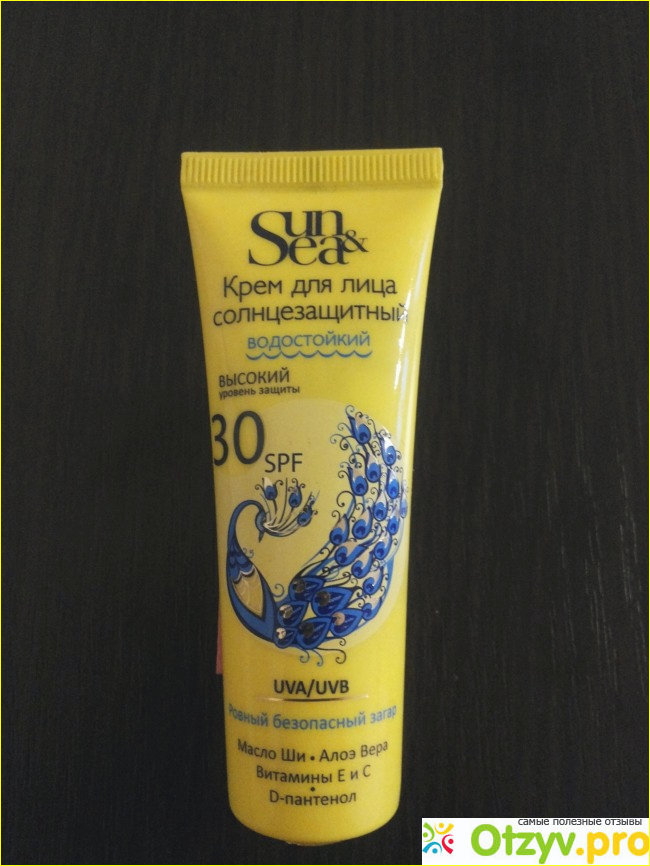 Sun
&Sea
Крем для лица
солнцезащитный
водостойкий
ВЫСОКИЙ
уровень защиты
30
SPF
UVA/UVB
Ровный безопасный загар
Масло Ши • Алоэ Вера
Витамины Е и С
•
D-пантенол
самые полезные отзывы
Otzyv.pro